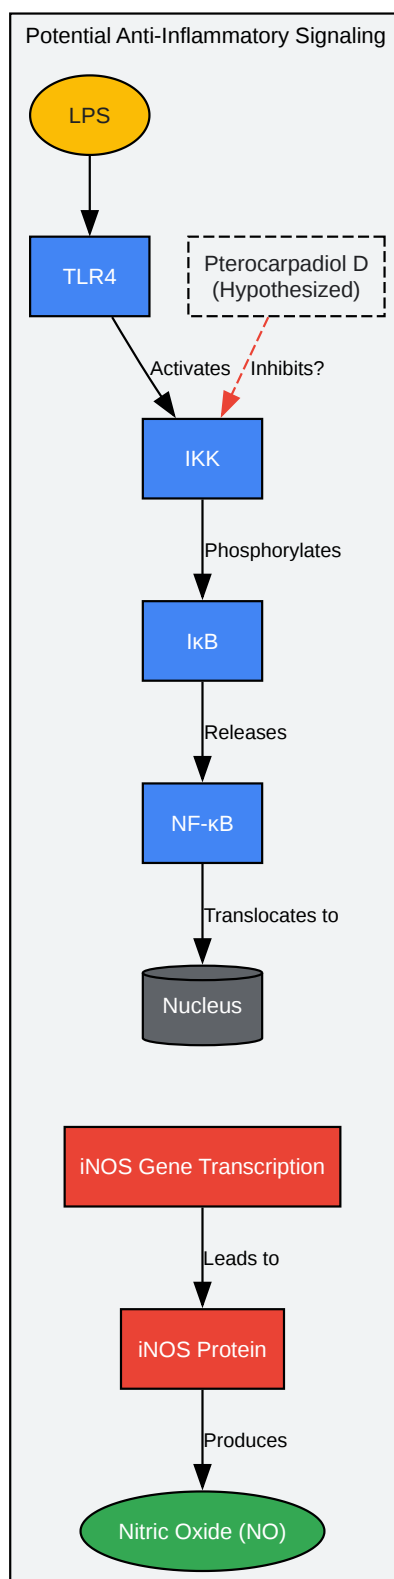 Potential Anti-Inflammatory Signaling
LPS
TLR4
Pterocarpadiol D
(Hypothesized)
Activates
Inhibits?
IKK
Phosphorylates
IκB
Releases
NF-κB
Translocates to
Nucleus
iNOS Gene Transcription
Leads to
iNOS Protein
Produces
Nitric Oxide (NO)